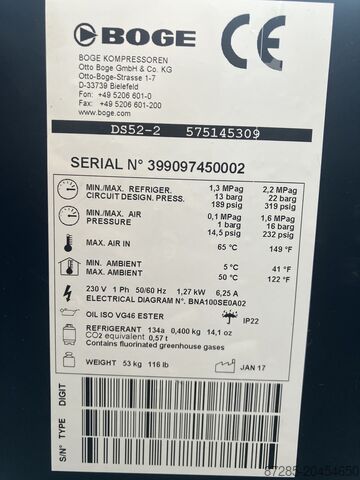 BOGE CE
BOGE KOMPRESSOREN
Otto Boge GmbH & Co. KG
Otto-Boge-Strasse 1-7
D-33739 Bielefeld
Fon: +49 5206 601-0
Fax: +49 5206 601-200
www.boge.com
DS52-2 575145309
SERIAL N° 399097450002
MIN./MAX. REFRIGER. 1,3 MPag 2,2 MPag
CIRCUIT DESIGN. PRESS. 13 barg 22 barg
189 psig 319 psig
MIN./MAX. AIR 0,1 MPag 1,6 MPag
PRESSURE 1 barg 16 barg
14,5 psig 232 psig
MAX. AIR IN 65 °C 149 °F
MIN. AMBIENT 5 °C 41 °F
MAX. AMBIENT 50 °C 122 °F
230 V 1 Ph 50/60 Hz 1,27 kW 6,25 A
ELECTRICAL DIAGRAM N°. BNA100SE0A02
OIL ISO VG46 ESTER IP22
REFRIGERANT 134a 0,400 kg 14,1 oz
CO2 equivalent 0,57 t
Contains fluorinated greenhouse gases
WEIGHT 53 kg 116 lb JAN 17
S/N° TYPE DIGIT
87285-20454650